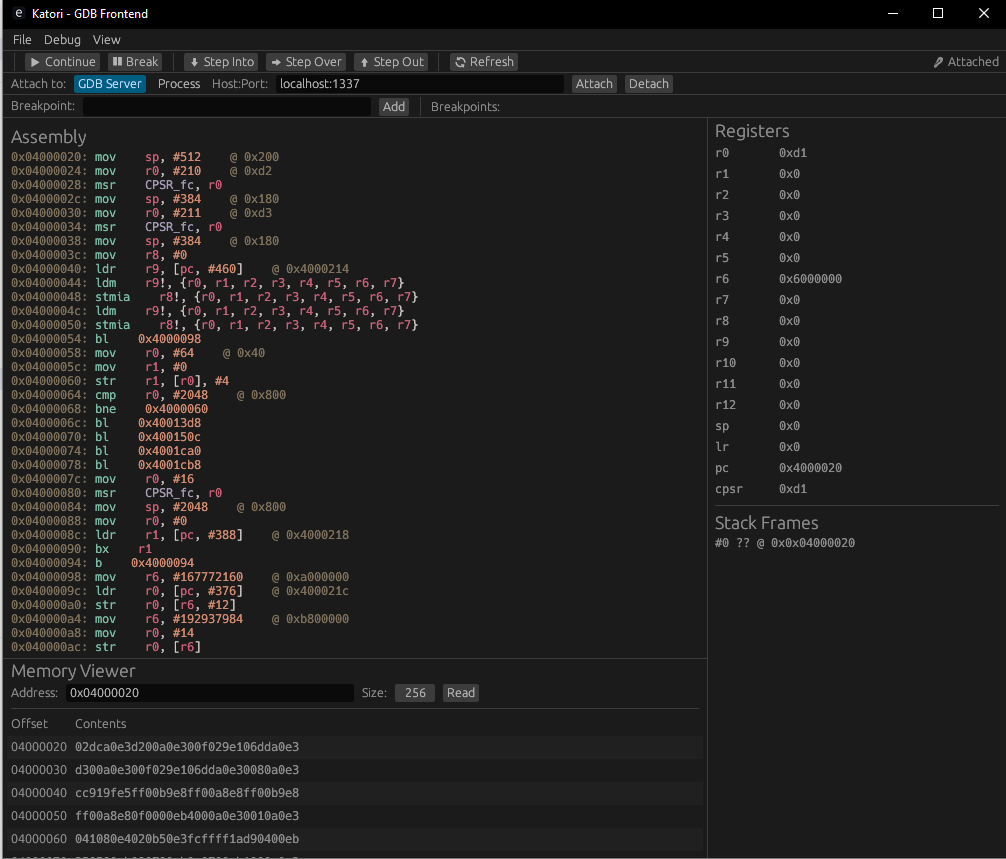 e Katori - GDB Frontend
File Debug View
Continue Break Step Into Step Over Step Out Refresh Attached
Attach to: GDB Server Process Host:Port: localhost:1337 Attach Detach
Breakpoint: Add Breakpoints:
Assembly
0x04000020: mov sp, #512 @ 0x200
0x04000024: mov r0, #210 @ 0xd2
0x04000028: msr CPSR_fc, r0
0x0400002c: mov sp, #384 @ 0x180
0x04000030: mov r0, #211 @ 0xd3
0x04000034: msr CPSR_fc, r0
0x04000038: mov sp, #384 @ 0x180
0x0400003c: mov r8, #0
0x04000040: ldr r9, [pc, #460] @ 0x4000214
0x04000044: ldm r9!, {r0, r1, r2, r3, r4, r5, r6, r7}
0x04000048: stmia r8!, {r0, r1, r2, r3, r4, r5, r6, r7}
0x0400004c: ldm r9!, {r0, r1, r2, r3, r4, r5, r6, r7}
0x04000050: stmia r8!, {r0, r1, r2, r3, r4, r5, r6, r7}
0x04000054: bl 0x4000098
0x04000058: mov r0, #64 @ 0x40
0x0400005c: mov r1, #0
0x04000060: str r1, [r0], #4
0x04000064: cmp r0, #2048 @ 0x800
0x04000068: bne 0x4000060
0x0400006c: bl 0x40013d8
0x04000070: bl 0x400150c
0x04000074: bl 0x4001ca0
0x04000078: bl 0x4001cb8
0x0400007c: mov r0, #16
0x04000080: msr CPSR_fc, r0
0x04000084: mov sp, #2048 @ 0x800
0x04000088: mov r0, #0
0x0400008c: ldr r1, [pc, #388] @ 0x4000218
0x04000090: bx r1
0x04000094: b 0x4000094
0x04000098: mov r6, #167772160 @ 0xa000000
0x0400009c: ldr r0, [pc, #376] @ 0x400021c
0x040000a0: str r0, [r6, #12]
0x040000a4: mov r6, #192937984 @ 0xb800000
0x040000a8: mov r0, #14
0x040000ac: str r0, [r6]
Memory Viewer
Address: 0x04000020 Size: 256 Read
Offset Contents
04000020 02dca0e3d200a0e300f029e106dda0e3
04000030 d300a0e300f029e106dda0e30080a0e3
04000040 cc919fe5ff00b9e8ff00a8e8ff00b9e8
04000050 ff00a8e80f0000eb4000a0e30010a0e3
04000060 041080e4020b50e3fcffff1ad90400eb
Registers
r0 0xd1
r1 0x0
r2 0x0
r3 0x0
r4 0x0
r5 0x0
r6 0x6000000
r7 0x0
r8 0x0
r9 0x0
r10 0x0
r11 0x0
r12 0x0
sp 0x0
lr 0x0
pc 0x4000020
cpsr 0xd1
Stack Frames
#0 ?? @ 0x0x04000020